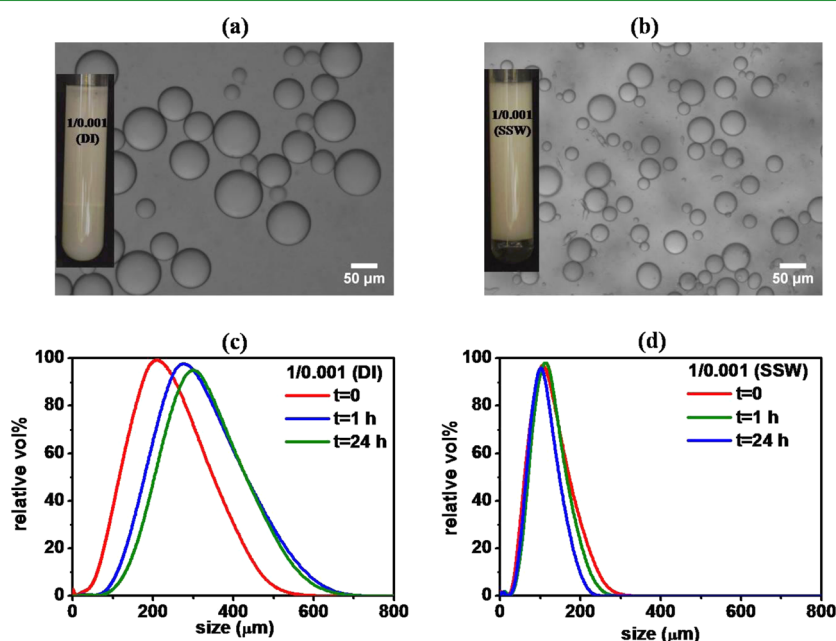 (a)
(b)
1/0.001
(DI)
50 µm
1/0.001
(SSW)
50 µm
(c)
(d)
100
80
60
40
20
0
relative vol%
1/0.001 (DI)
t=0
t=1 h
t=24 h
0
200
400
600
800
size (µm)
100
80
60
40
20
0
relative vol%
1/0.001 (SSW)
t=0
t=1 h
t=24 h
0
200
400
600
800
size (µm)